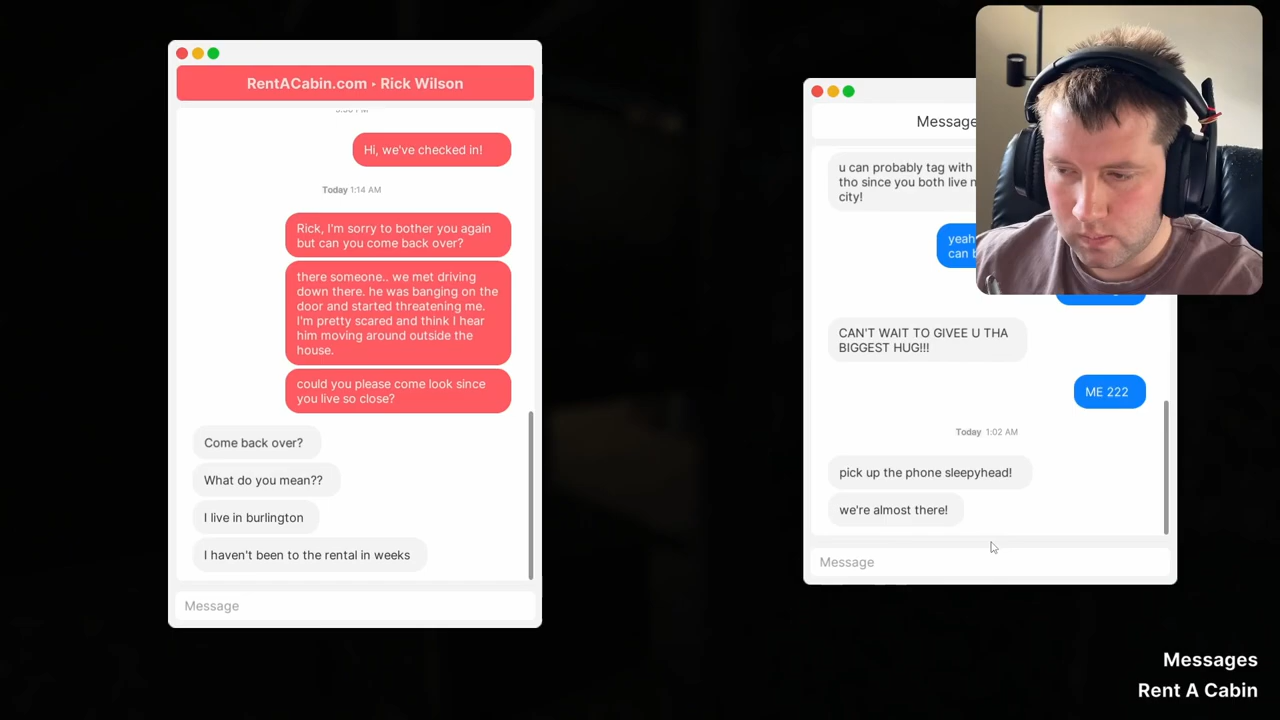 RentACabin.com ‣ Rick Wilson
Hi, we've checked in!
Today 1:14 AM
Rick, I'm sorry to bother you again
but can you come back over?
there someone.. we met driving
down there. he was banging on the
door and started threatening me.
I'm pretty scared and think I hear
him moving around outside the
house.
could you please come look since
you live so close?
Come back over?
What do you mean??
I live in burlington
I haven't been to the rental in weeks
Message
Message
u can probably tag with
tho since you both live
city!
yeah
can
CAN'T WAIT TO GIVEE U THA
BIGGEST HUG!!!
ME 222
Today 1:02 AM
pick up the phone sleepyhead!
we're almost there!
Message
Messages
Rent A Cabin